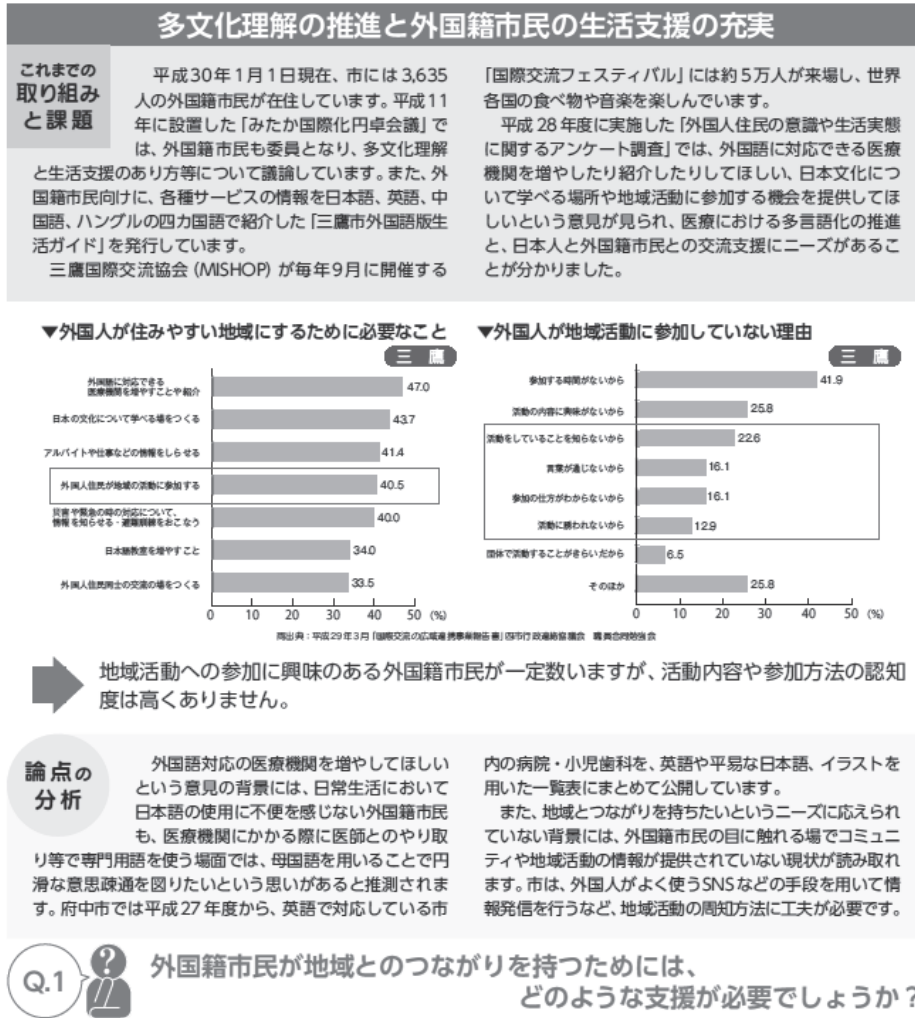 多文化理解の推進と外国籍市民の生活支援の充実
これまでの
取り組み
と課題
平成30年1月1日現在、市には3,635
人の外国籍市民が在住しています。平成11
年に設置した「みたか国際化円卓会議」で
は、外国籍市民も委員となり、多文化理解
と生活支援のあり方等について議論しています。また、外
国籍市民向けに、各種サービスの情報を日本語、英語、中
国語、ハングルの四カ国語で紹介した「三鷹市外国語版生
活ガイド」を発行しています。
三鷹国際交流協会(MISHOP)が毎年9月に開催する
「国際交流フェスティバル」には約5万人が来場し、世界
各国の食べ物や音楽を楽しんでいます。
平成28年度に実施した「外国人住民の意識や生活実態
に関するアンケート調査」では、外国語に対応できる医療
機関を増やしたり紹介したりしてほしい、日本文化につ
いて学べる場所や地域活動に参加する機会を提供してほ
しいという意見が見られ、医療における多言語化の推進
と、日本人と外国籍市民との交流支援にニーズがあるこ
とが分かりました。
▼外国人が住みやすい地域にするために必要なこと
三鷹
外国語に対応できる
医療機関を増やすことや紹介
47.0
日本の文化について学べる場をつくる
43.7
アルバイトや仕事などの情報をしらせる
41.4
外国人住民が地域の活動に参加する
40.5
災害や緊急の時の対応について、
情報を知らせる・避難訓練をおこなう
40.0
日本語教室を増やすこと
34.0
外国人住民同士の交流の場をつくる
33.5
0 10 20 30 40 50 (%)
▼外国人が地域活動に参加していない理由
三鷹
参加する時間がないから
41.9
活動の内容に興味がないから
25.8
活動をしていることを知らないから
22.6
言葉が通じないから
16.1
参加の仕方がわからないから
16.1
活動に誘われないから
12.9
団体で活動することがきらいだから
6.5
そのほか
25.8
0 10 20 30 40 50 (%)
両出典:平成29年3月「国際交流の広域連携事業報告書」四市行政連絡協議会 職員合同勉強会
地域活動への参加に興味のある外国籍市民が一定数いますが、活動内容や参加方法の認知
度は高くありません。
論点の
分析
外国語対応の医療機関を増やしてほしい
という意見の背景には、日常生活において
日本語の使用に不便を感じない外国籍市民
も、医療機関にかかる際に医師とのやり取
り等で専門用語を使う場面では、母国語を用いることで円
滑な意思疎通を図りたいという思いがあると推測されま
す。府中市では平成27年度から、英語で対応している市
内の病院・小児歯科を、英語や平易な日本語、イラストを
用いた一覧表にまとめて公開しています。
また、地域とつながりを持ちたいというニーズに応えられ
ていない背景には、外国籍市民の目に触れる場でコミュニ
ティや地域活動の情報が提供されていない現状が読み取れ
ます。市は、外国人がよく使うSNSなどの手段を用いて情
報発信を行うなど、地域活動の周知方法に工夫が必要です。
Q.1
?
外国籍市民が地域とのつながりを持つためには、
どのような支援が必要でしょうか?